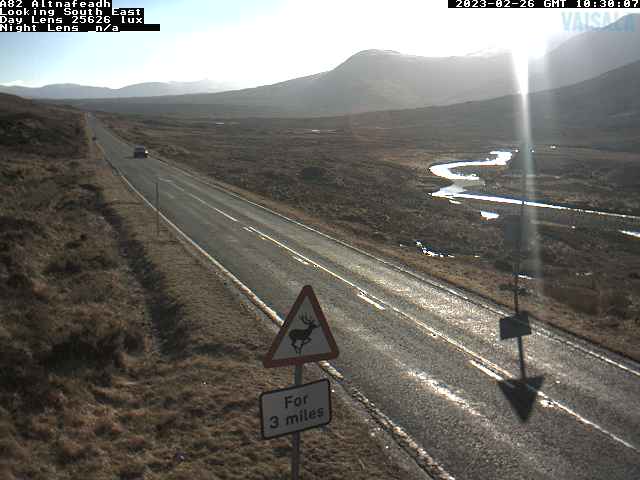 A82 Altnafeadh
Looking South East
Day Lens 25626 lux
Night Lens n/a
2023-02-26 GMT 10:30:07
VAISALA
For
3 miles